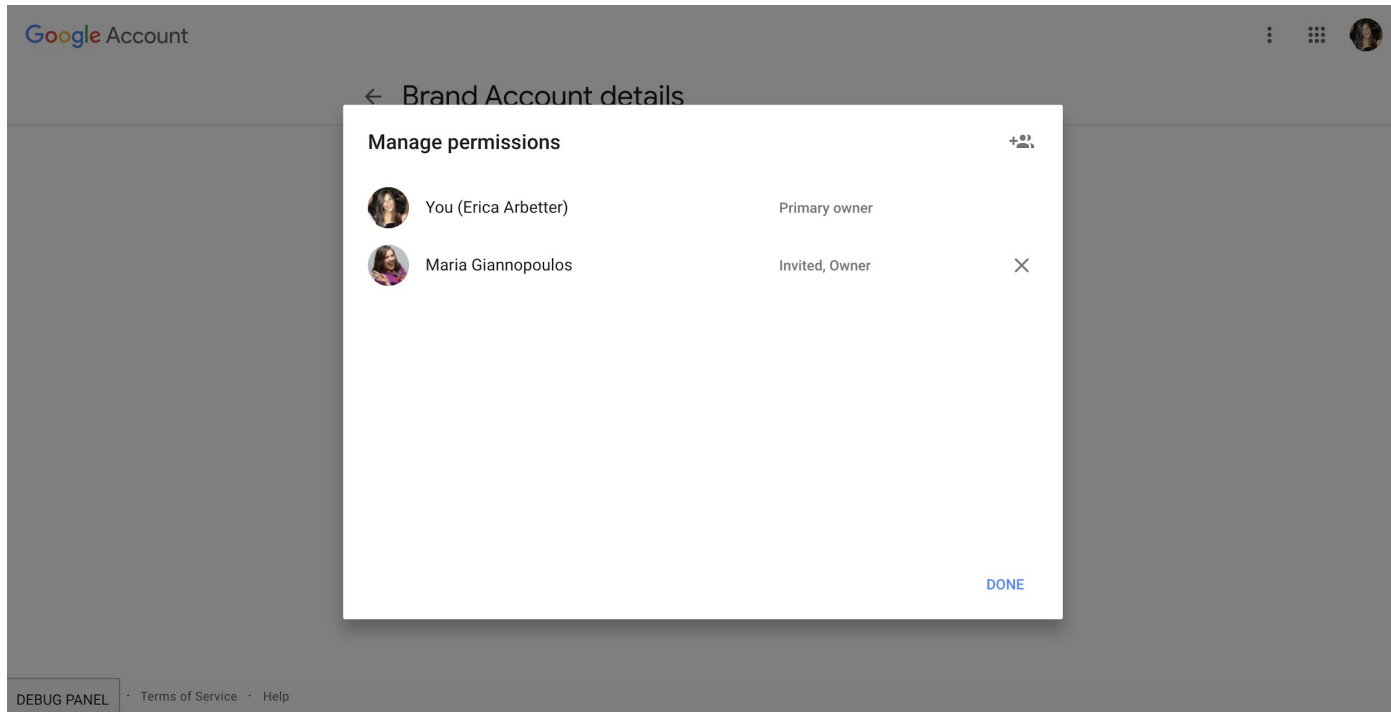 Google Account
Brand Account details
Manage permissions
You (Erica Arbetter) Primary owner
Maria Giannopoulos Invited, Owner
DONE
DEBUG PANEL · Terms of Service · Help